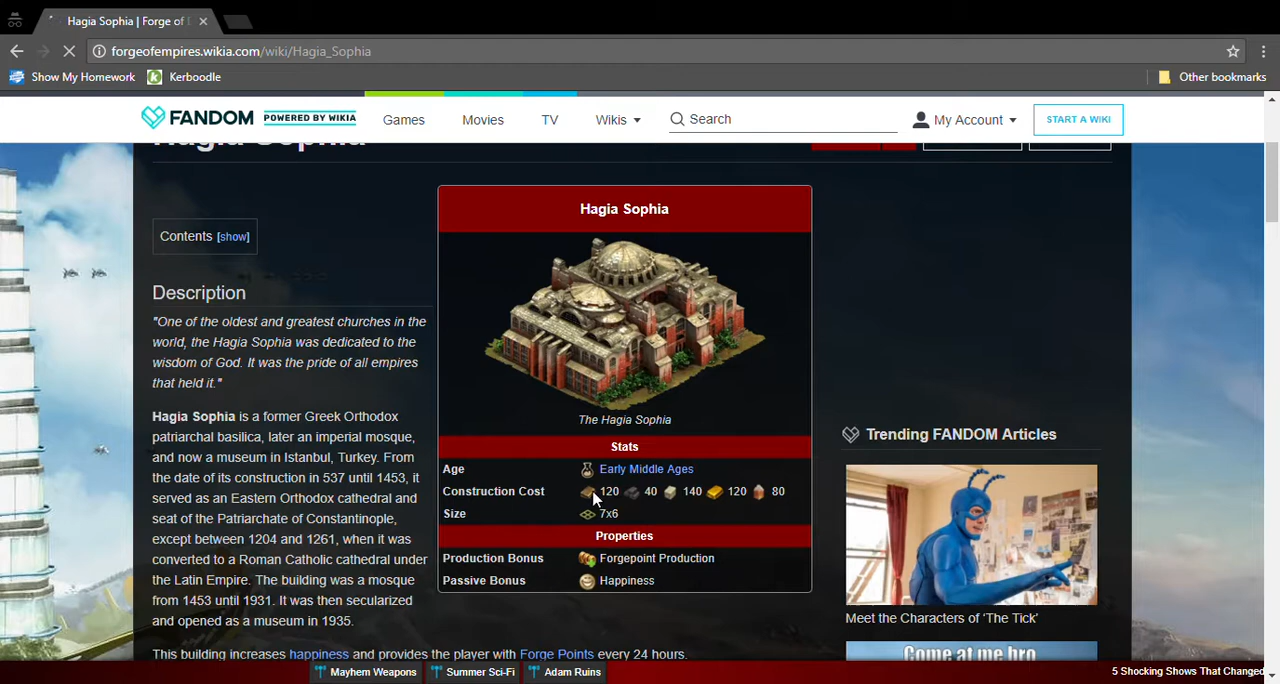 Hagia Sophia | Forge of E
forgeofempires.wikia.com/wiki/Hagia_Sophia
Show My Homework
Kerboodle
Other bookmarks
FANDOM POWERED BY WIKIA
Games
Movies
TV
Wikis
Search
My Account
START A WIKI
Hagia Sophia
Contents [show]
Description
"One of the oldest and greatest churches in the
world, the Hagia Sophia was dedicated to the
wisdom of God. It was the pride of all empires
that held it."
Hagia Sophia is a former Greek Orthodox
patriarchal basilica, later an imperial mosque,
and now a museum in Istanbul, Turkey. From
the date of its construction in 537 until 1453, it
served as an Eastern Orthodox cathedral and
seat of the Patriarchate of Constantinople,
except between 1204 and 1261, when it was
converted to a Roman Catholic cathedral under
the Latin Empire. The building was a mosque
from 1453 until 1931. It was then secularized
and opened as a museum in 1935.
This building increases happiness and provides the player with Forge Points every 24 hours.
Hagia Sophia
The Hagia Sophia
Stats
Age Early Middle Ages
Construction Cost 120 40 140 120 80
Size 7x6
Properties
Production Bonus Forgepoint Production
Passive Bonus Happiness
Trending FANDOM Articles
Meet the Characters of ‘The Tick’
Come at me bro
Mayhem Weapons
Summer Sci-Fi
Adam Ruins
5 Shocking Shows That Changed